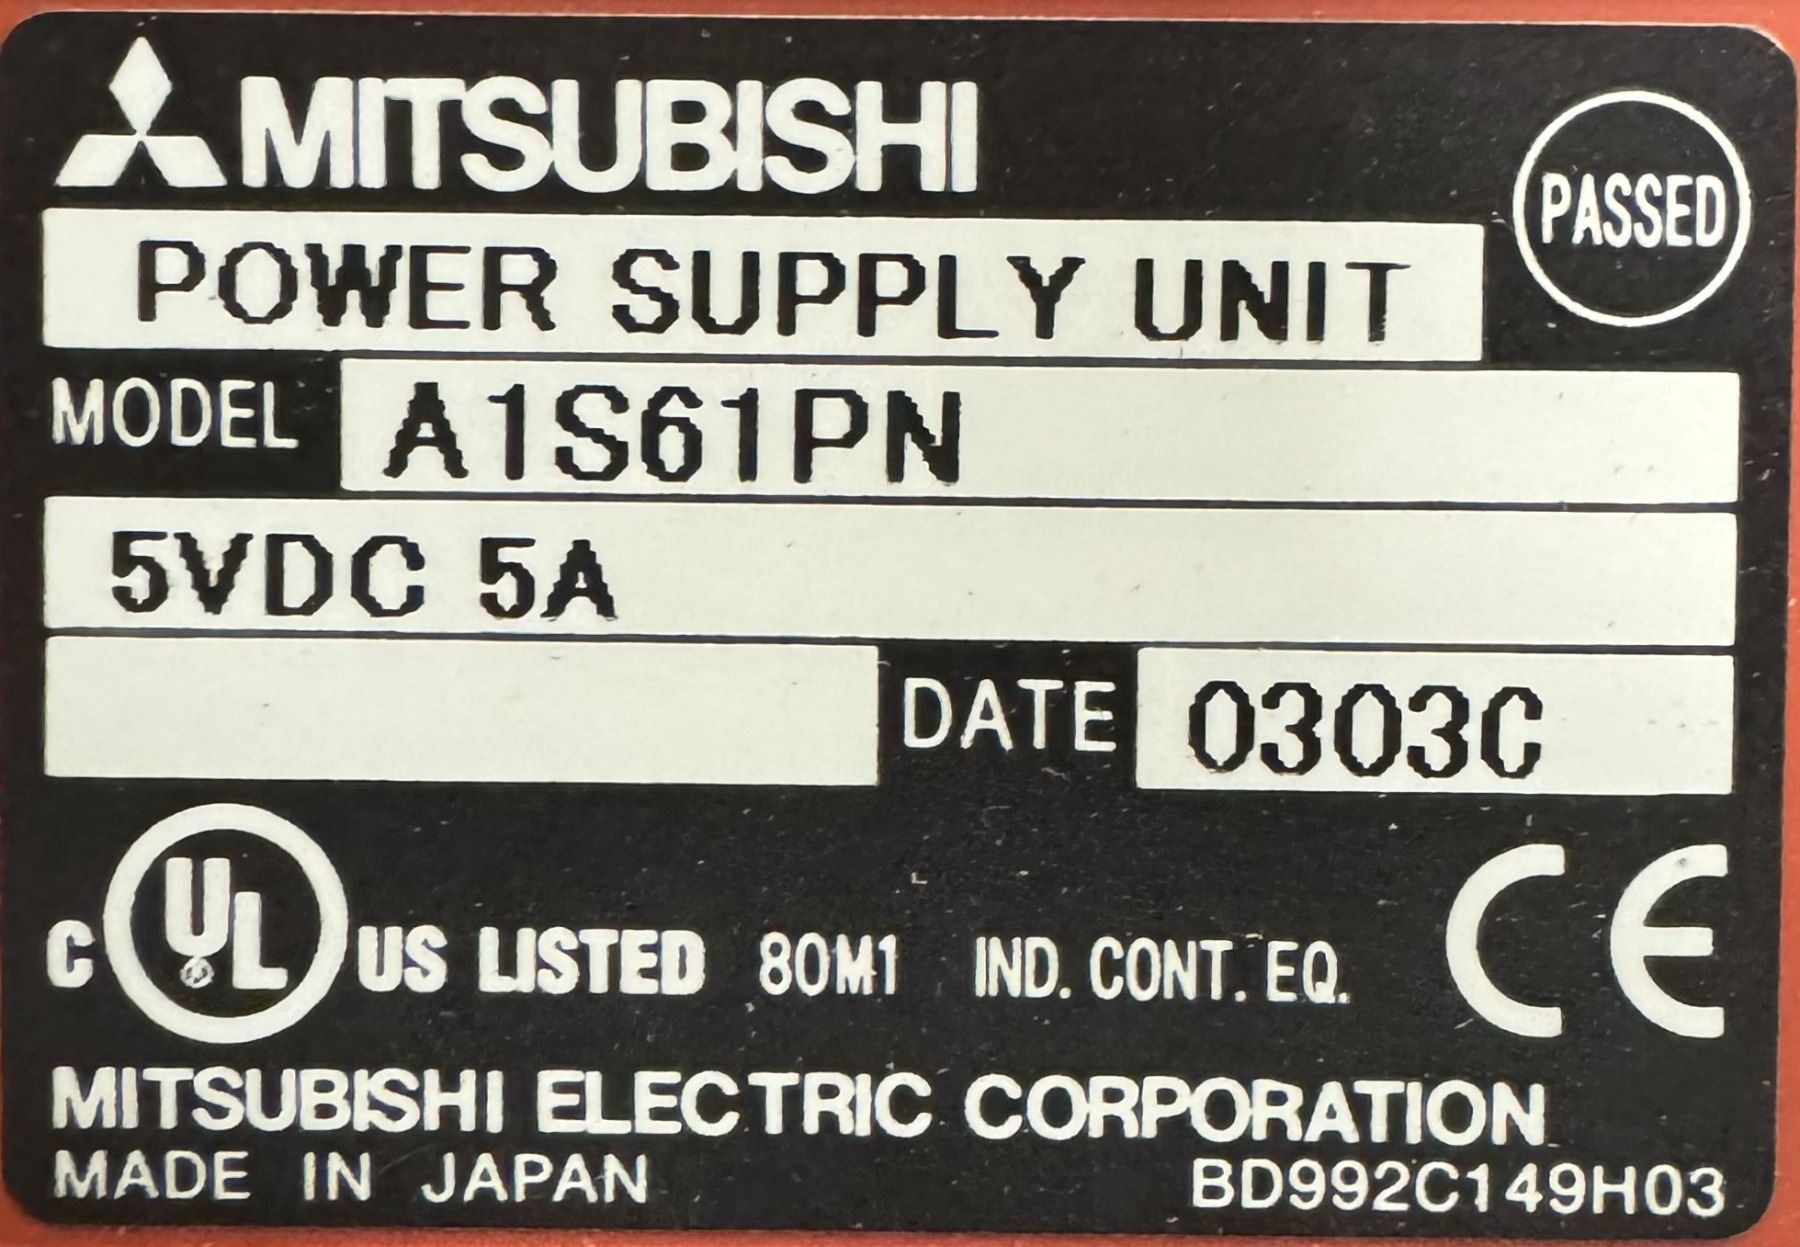 MITSUBISHI
PASSED
POWER SUPPLY UNIT
MODEL A1S61PN
5VDC 5A
DATE 0303C
C UL US LISTED 80M1 IND. CONT. EQ. CE
MITSUBISHI ELECTRIC CORPORATION
MADE IN JAPAN BD992C149H03